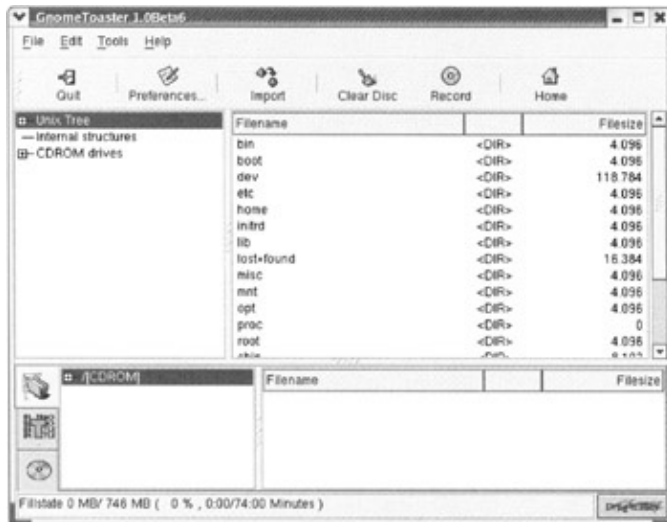 GnomeToaster 1.0Beta6
File Edit Tools Help
Quit Preferences... Import Clear Disc Record Home
Unix Tree
Internal structures
CDROM drives
Filename Filesize
bin <DIR> 4.096
boot <DIR> 4.096
dev <DIR> 118.784
etc <DIR> 4.096
home <DIR> 4.096
initrd <DIR> 4.096
lib <DIR> 4.096
lost+found <DIR> 16.384
misc <DIR> 4.096
mnt <DIR> 4.096
opt <DIR> 4.096
proc <DIR> 0
root <DIR> 4.096
/[CDROM]
Filename Filesize
Fillstate 0 MB/ 746 MB ( 0 % , 0:00/74:00 Minutes )